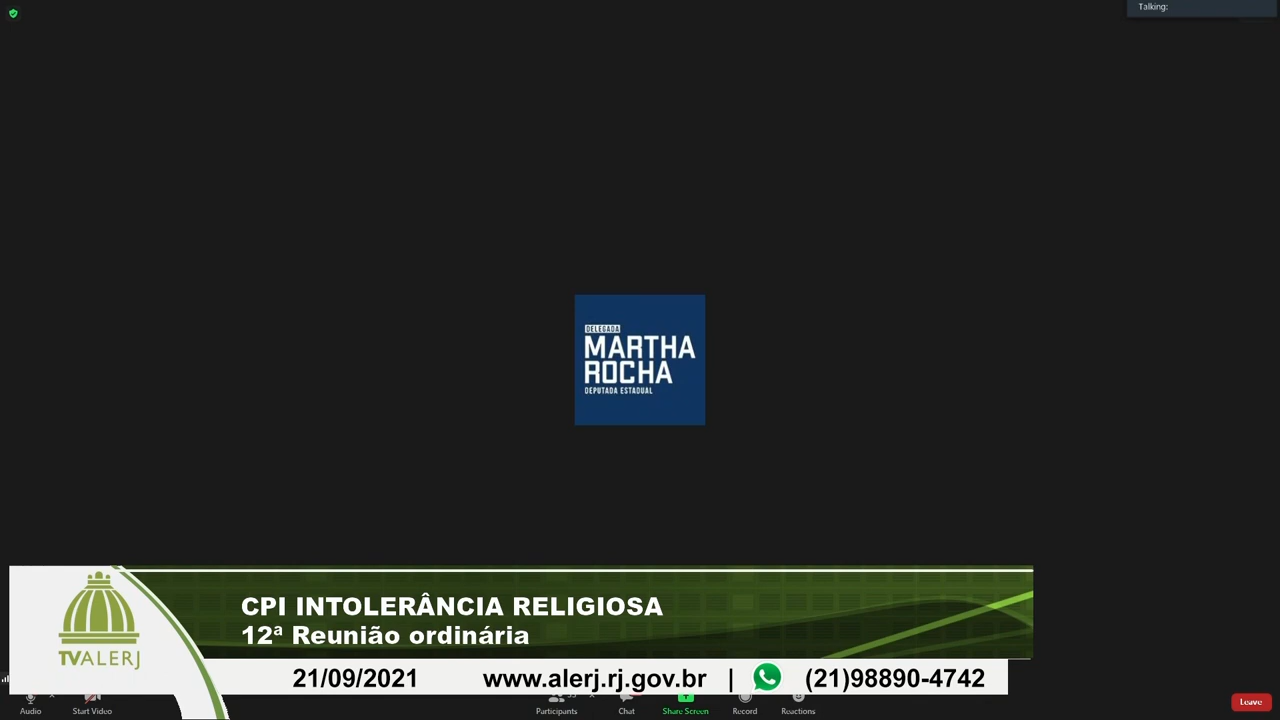 Talking:
DELEGADA
MARTHA
ROCHA
DEPUTADA ESTADUAL
CPI INTOLERÂNCIA RELIGIOSA
12ª Reunião ordinária
TVALERJ
21/09/2021 www.alerj.rj.gov.br | (21)98890-4742
Audio Start Video Participants Chat Share Screen Record Reactions Leave